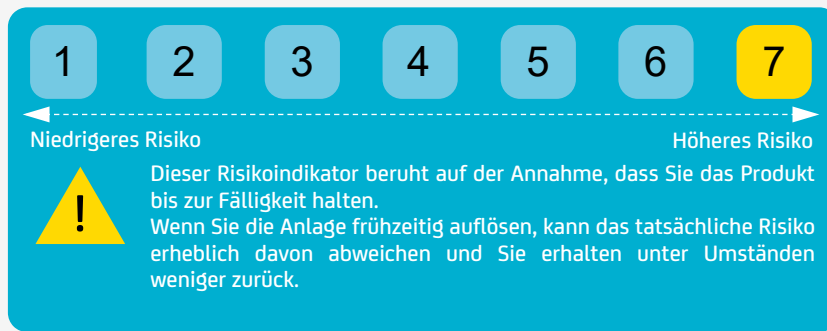 1 2 3 4 5 6 7
Niedrigeres Risiko Höheres Risiko
Dieser Risikoindikator beruht auf der Annahme, dass Sie das Produkt
bis zur Fälligkeit halten.
Wenn Sie die Anlage frühzeitig auflösen, kann das tatsächliche Risiko
erheblich davon abweichen und Sie erhalten unter Umständen
weniger zurück.
!